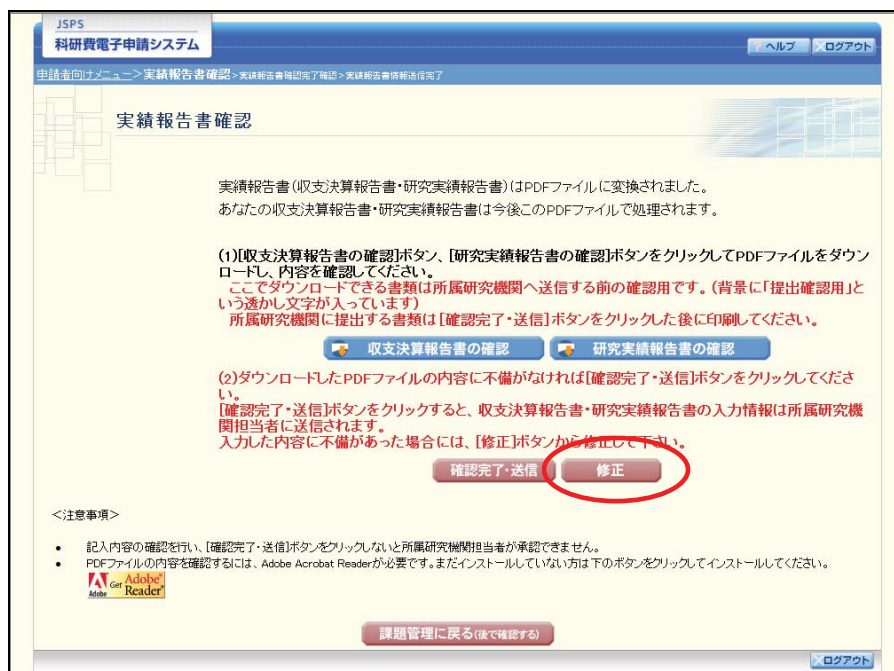 JSPS
科研費電子申請システム
? ヘルプ
ログアウト
申請者向けメニュー>実績報告書確認>実績報告書確認完了確認>実績報告書情報送信完了
実績報告書確認
実績報告書(収支決算報告書・研究実績報告書)はPDFファイルに変換されました。
あなたの収支決算報告書・研究実績報告書は今後このPDFファイルで処理されます。
(1)[収支決算報告書の確認]ボタン、[研究実績報告書の確認]ボタンをクリックしてPDFファイルをダウン
ロードし、内容を確認してください。
ここでダウンロードできる書類は所属研究機関へ送信する前の確認用です。(背景に「提出確認用」と
いう透かし文字が入っています)
所属研究機関に提出する書類は[確認完了・送信]ボタンをクリックした後に印刷してください。
収支決算報告書の確認
研究実績報告書の確認
(2)ダウンロードしたPDFファイルの内容に不備がなければ[確認完了・送信]ボタンをクリックしてくださ
い。
[確認完了・送信]ボタンをクリックすると、収支決算報告書・研究実績報告書の入力情報は所属研究機
関担当者に送信されます。
入力した内容に不備があった場合には、[修正]ボタンから修正して下さい。
確認完了・送信
修正
<注意事項>
• 記入内容の確認を行い、[確認完了・送信]ボタンをクリックしないと所属研究機関担当者が承認できません。
• PDFファイルの内容を確認するには、Adobe Acrobat Readerが必要です。まだインストールしていない方は下のボタンをクリックしてインストールしてください。
Adobe Get Adobe® Reader®
課題管理に戻る(後で確認する)
ログアウト